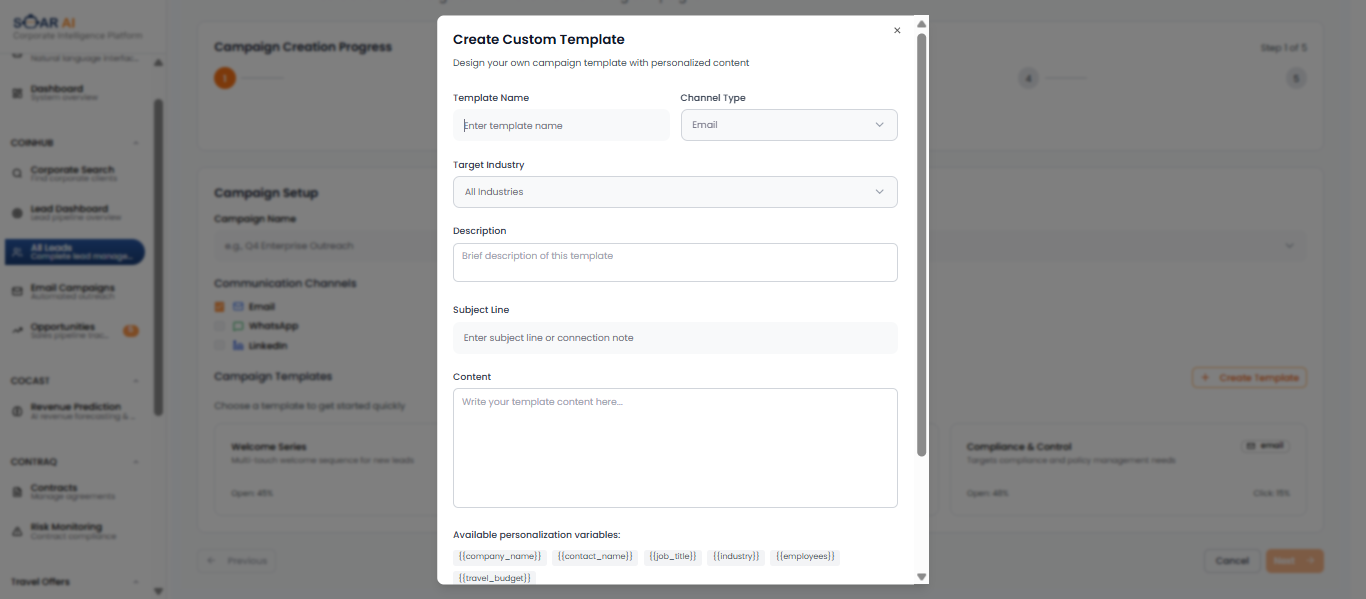 SOAR AI
Corporate Intelligence Platform
Dashboard
System overview
COINHUB
Corporate Search
Find corporate clients
Lead Dashboard
Lead pipeline overview
All Leads
Complete lead manage...
Email Campaigns
Automated outreach
Opportunities
Sales pipeline trac...
COCAST
Revenue Prediction
AI revenue forecasting & ...
CONTRAQ
Contracts
Manage agreements
Risk Monitoring
Contract compliance
Travel Offers
Campaign Creation Progress
Step 1 of 5
1
4
5
Campaign Setup
Campaign Name
e.g., Q4 Enterprise Outreach
Communication Channels
Email
WhatsApp
LinkedIn
Campaign Templates
+ Create Template
Choose a template to get started quickly
Welcome Series
Multi-touch welcome sequence for new leads
Open: 45%
Compliance & Control
email
Targets compliance and policy management needs
Open: 48%
Click: 15%
Previous
Cancel
Next
Create Custom Template
×
Design your own campaign template with personalized content
Template Name
Channel Type
Enter template name
Email
Target Industry
All Industries
Description
Brief description of this template
Subject Line
Enter subject line or connection note
Content
Write your template content here...
Available personalization variables:
{{company_name}} {{contact_name}} {{job_title}} {{industry}} {{employees}}
{{travel_budget}}